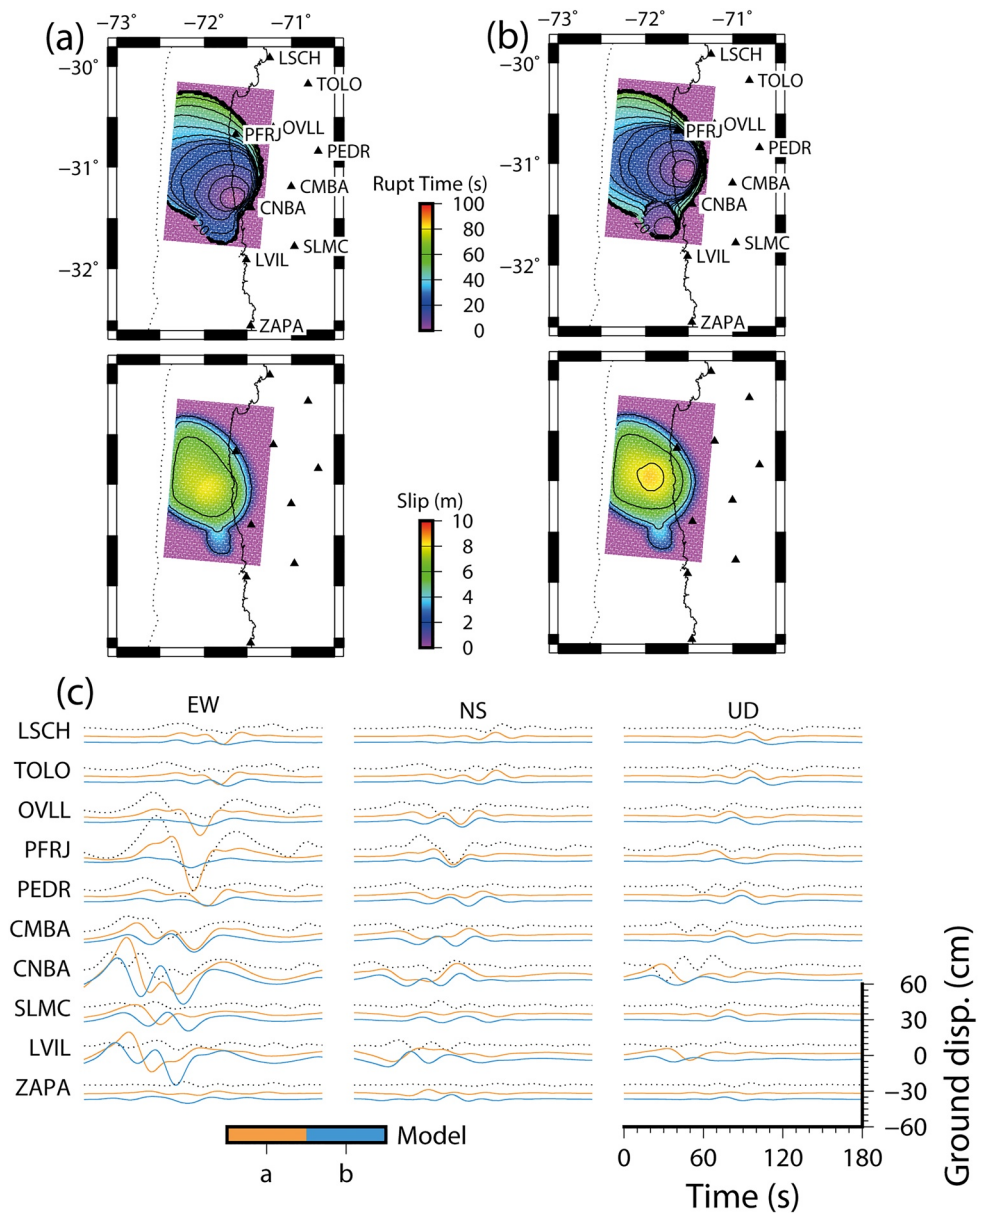 (a)
−73˚ −72˚ −71˚
−30˚
−31˚
−32˚
LSCH
TOLO
PFRJ
OVLL
PEDR
CMBA
CNBA
SLMC
LVIL
ZAPA
20
Rupt Time (s)
100
80
60
40
20
0
(b)
−73˚ −72˚ −71˚
−30˚
−31˚
−32˚
LSCH
TOLO
PFRJ
OVLL
PEDR
CMBA
CNBA
SLMC
LVIL
ZAPA
20
Slip (m)
10
8
6
4
2
0
(c)
EW NS UD
LSCH
TOLO
OVLL
PFRJ
PEDR
CMBA
CNBA
SLMC
LVIL
ZAPA
60
30
0
−30
−60
Ground disp. (cm)
0 60 120 180
Time (s)
Model
a b